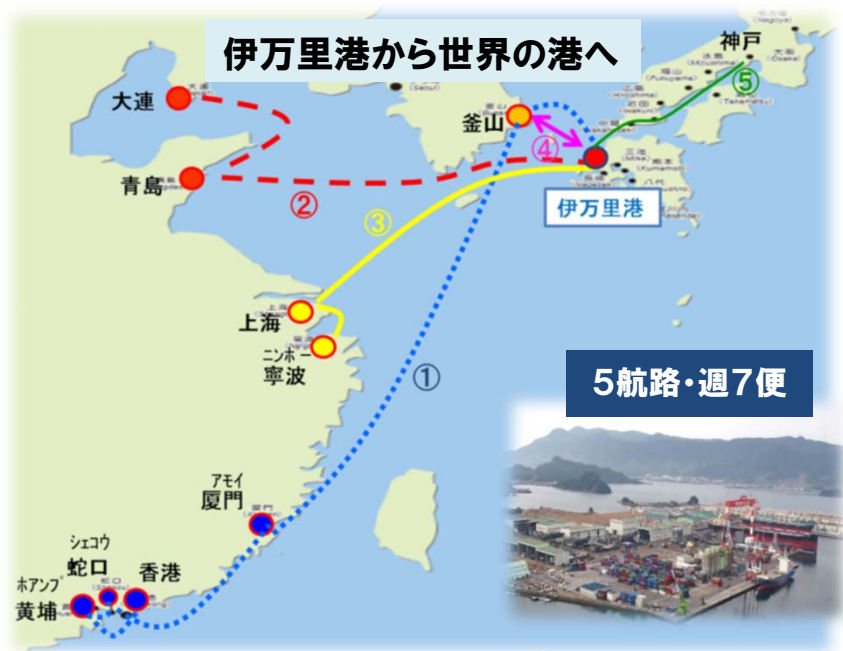 伊万里港から世界の港へ
神戸
⑤
大連
釜山
④
青島
②
伊万里港
③
上海
ニンポー
寧波
①
5航路・週7便
アモイ
厦門
シェコウ
蛇口
香港
ホアンプ
黄埔